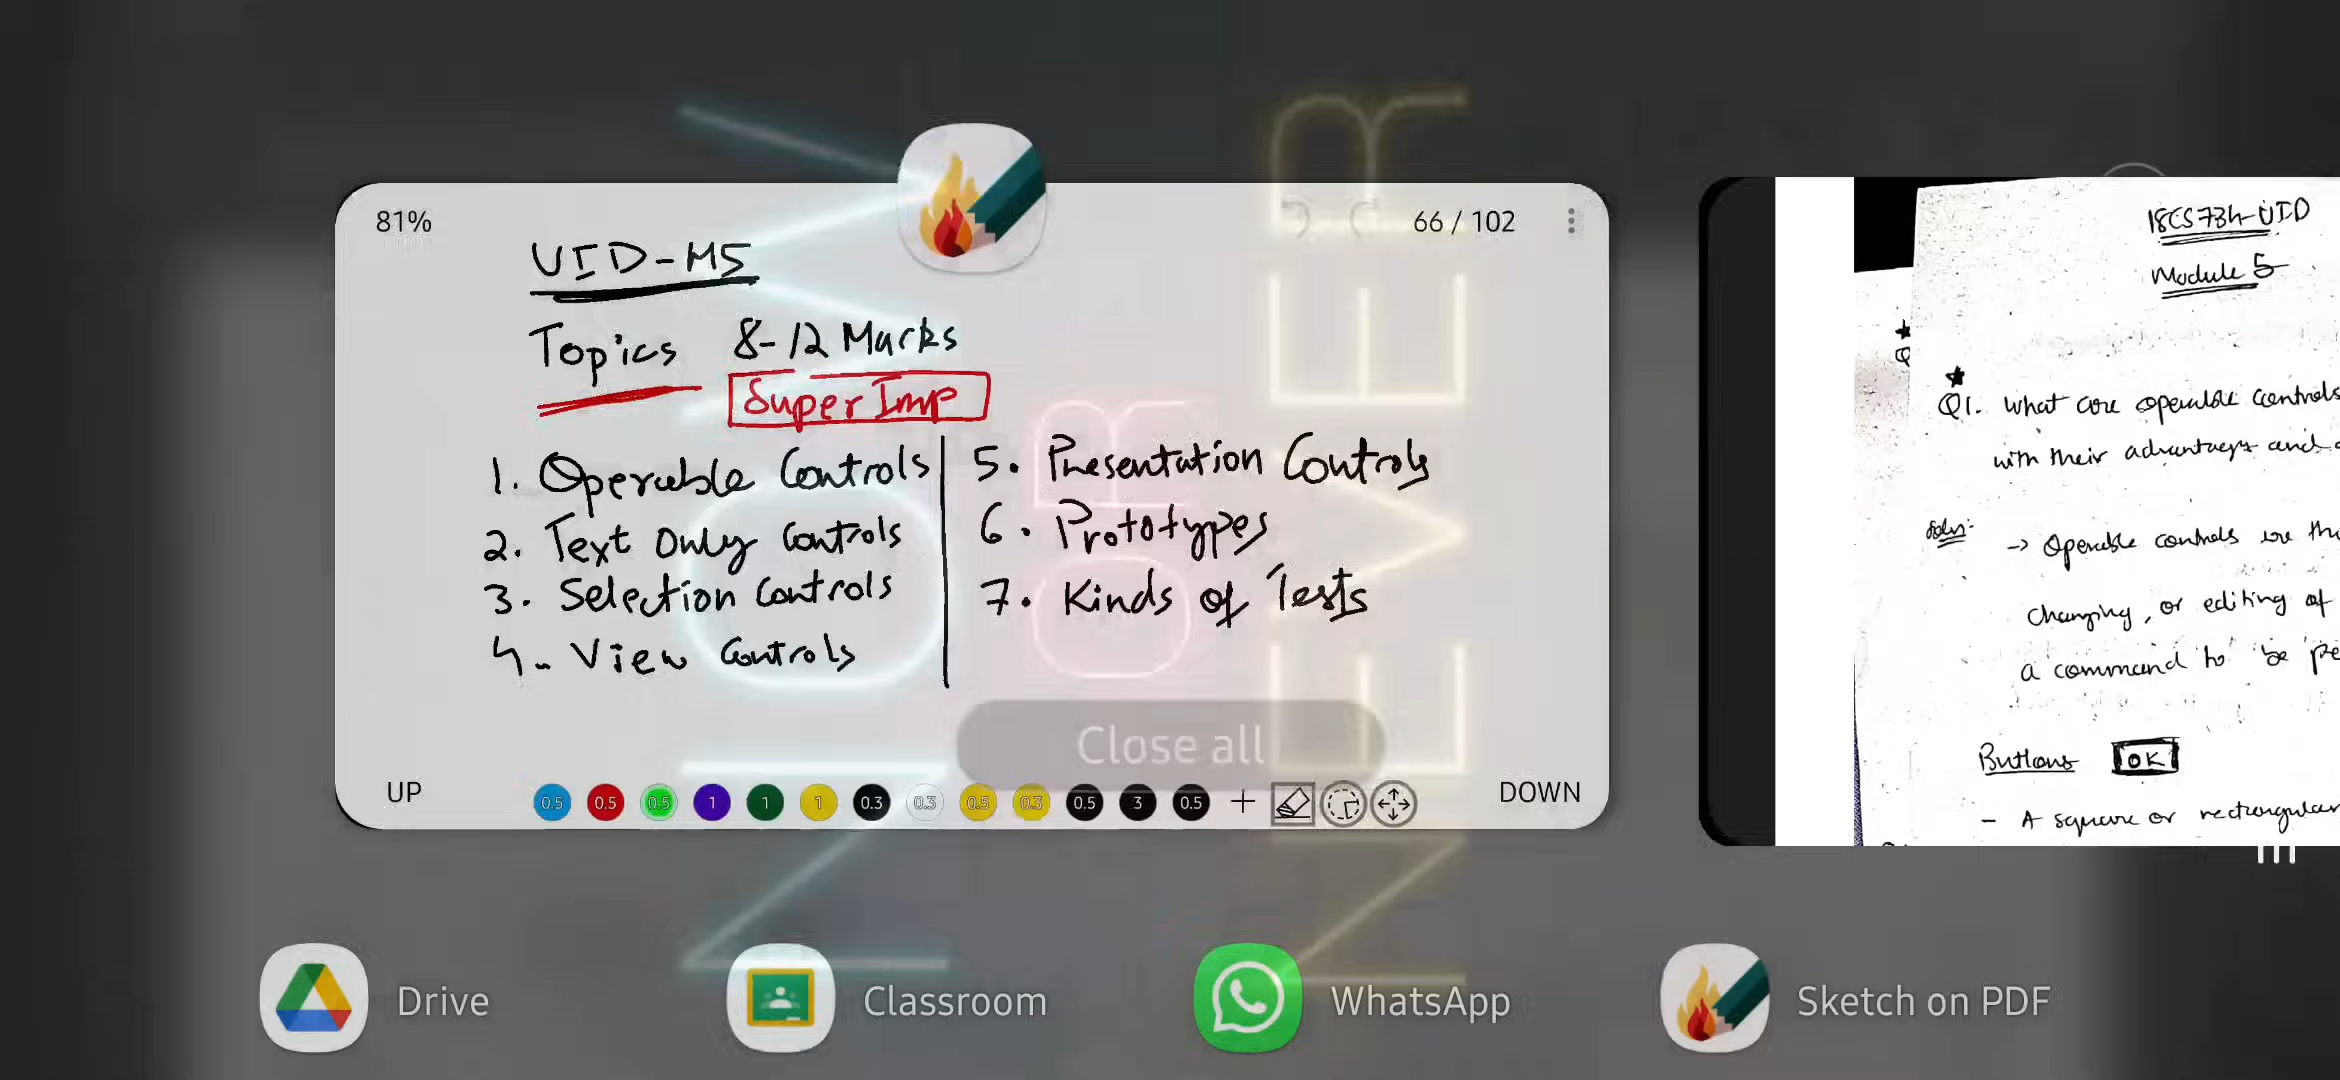 81%
66 / 102
UID-M5
Topics 8-12 Marks
Super Imp
1. Operable Controls
2. Text Only Controls
3. Selection Controls
4. View Controls
5. Presentation Controls
6. Prototypes
7. Kinds of Tests
Close all
UP
0.5 0.5 0.5 1 1 1 0.3 0.3 0.5 0.3 0.5 3 0.5
DOWN
18CS734-UID
Module 5
Q1. What are operable controls
with their advantages and
Soln:
-> Operable controls are
changing, or editing of
a command to be
Buttons OK
- A square or rectangular
NOW
OR
NEVER
Drive
Classroom
WhatsApp
Sketch on PDF